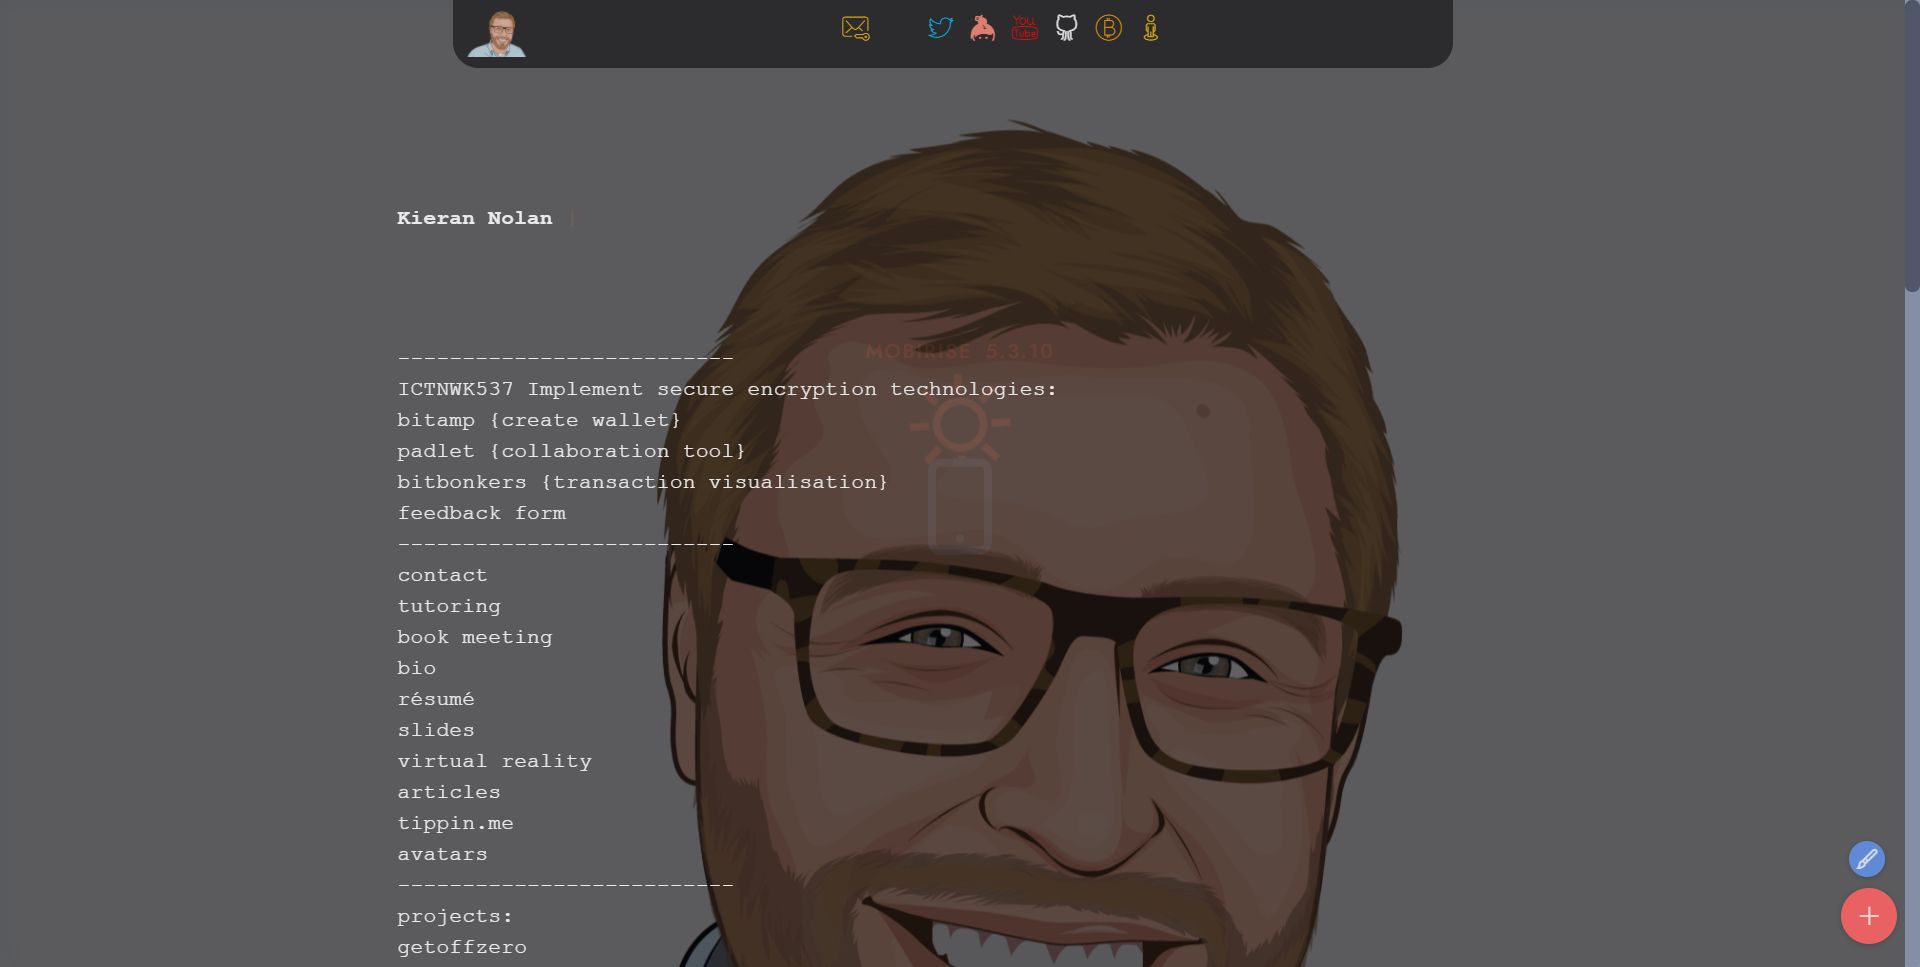 You
Tube
Kieran Nolan
MOBIRISE 5.3.10
--------------------------
ICTNWK537 Implement secure encryption technologies:
bitamp {create wallet}
padlet {collaboration tool}
bitbonkers {transaction visualisation}
feedback form
--------------------------
contact
tutoring
book meeting
bio
résumé
slides
virtual reality
articles
tippin.me
avatars
--------------------------
projects:
getoffzero